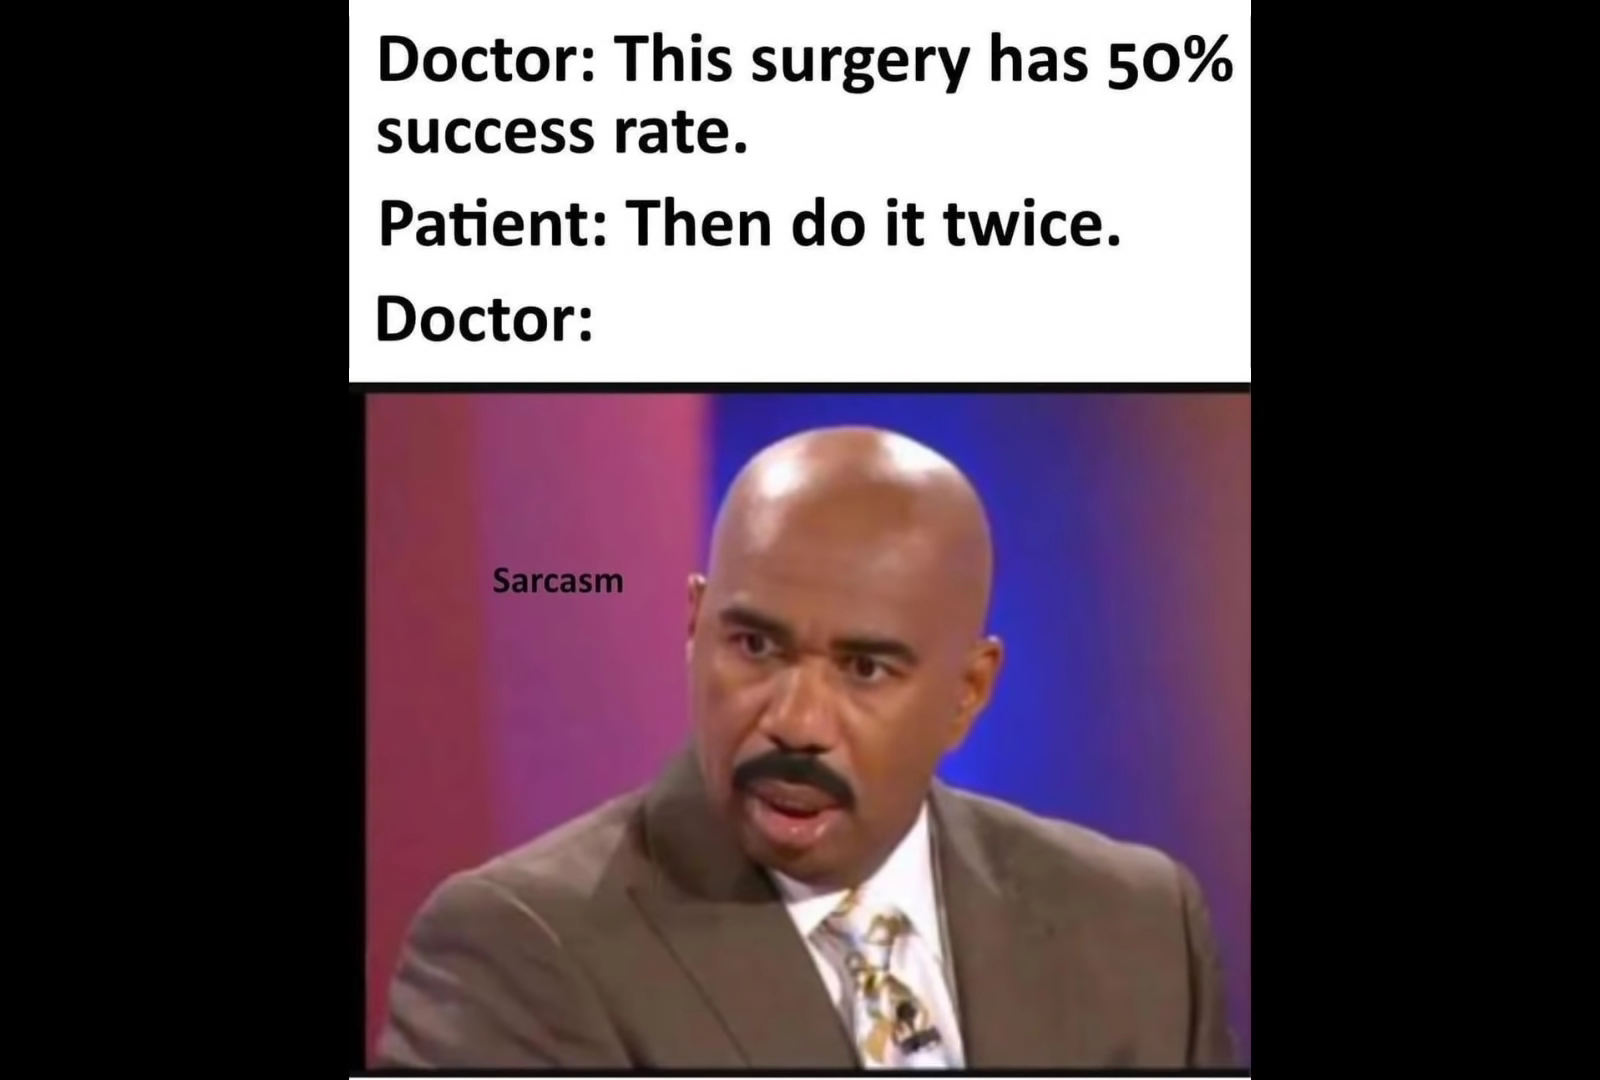 Doctor: This surgery has 50%
success rate.
Patient: Then do it twice.
Doctor:
Sarcasm